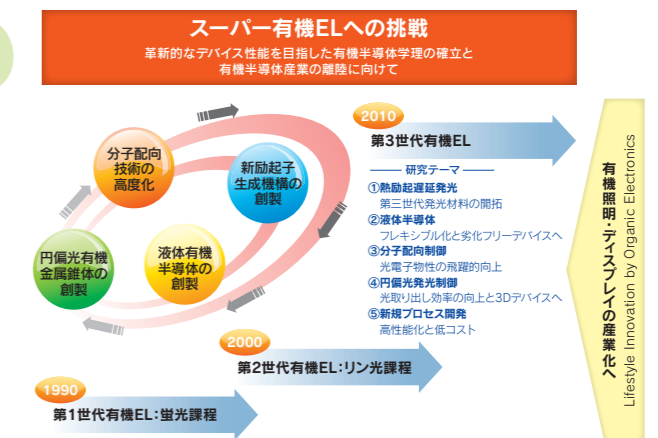 スーパー有機ELへの挑戦
革新的なデバイス性能を目指した有機半導体学理の確立と
有機半導体産業の離陸に向けて
分子配向
技術の
高度化
新励起子
生成機構の
創製
円偏光有機
金属錐体の
創製
液体有機
半導体の
創製
2010
第3世代有機EL
研究テーマ
①熱励起遅延発光
第三世代発光材料の開拓
②液体半導体
フレキシブル化と劣化フリーデバイスへ
③分子配向制御
光電子物性の飛躍的向上
④円偏光発光制御
光取り出し効率の向上と3Dデバイスへ
⑤新規プロセス開発
高性能化と低コスト
2000
第2世代有機EL:リン光課程
1990
第1世代有機EL:蛍光課程
有機照明・ディスプレイの産業化へ
Lifestyle Innovation by Organic Electronics